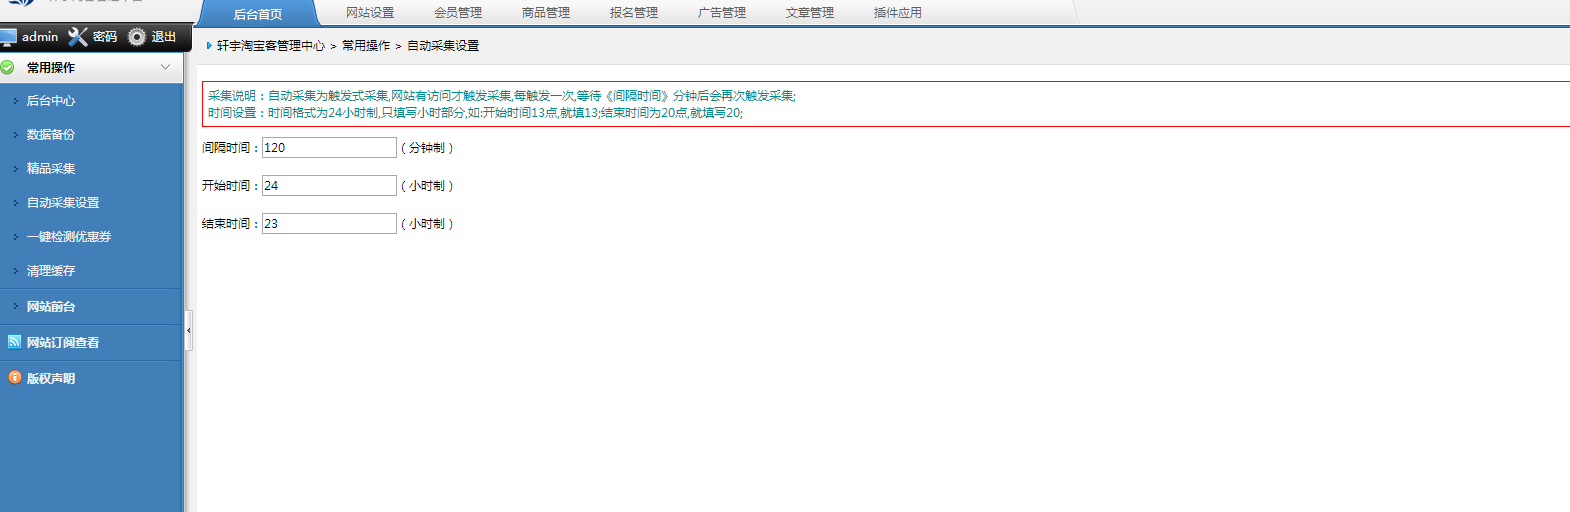 后台首页 网站设置 会员管理 商品管理 报名管理 广告管理 文章管理 插件应用
admin 密码 退出
轩宇淘宝客管理中心 > 常用操作 > 自动采集设置
常用操作
后台中心
数据备份
精品采集
自动采集设置
一键检测优惠券
清理缓存
网站前台
网站订阅查看
版权声明
采集说明：自动采集为触发式采集,网站有访问才触发采集,每触发一次,等待《间隔时间》分钟后会再次触发采集;
时间设置：时间格式为24小时制,只填写小时部分,如:开始时间13点,就填13;结束时间为20点,就填写20;
间隔时间：120（分钟制）
开始时间：24（小时制）
结束时间：23（小时制）